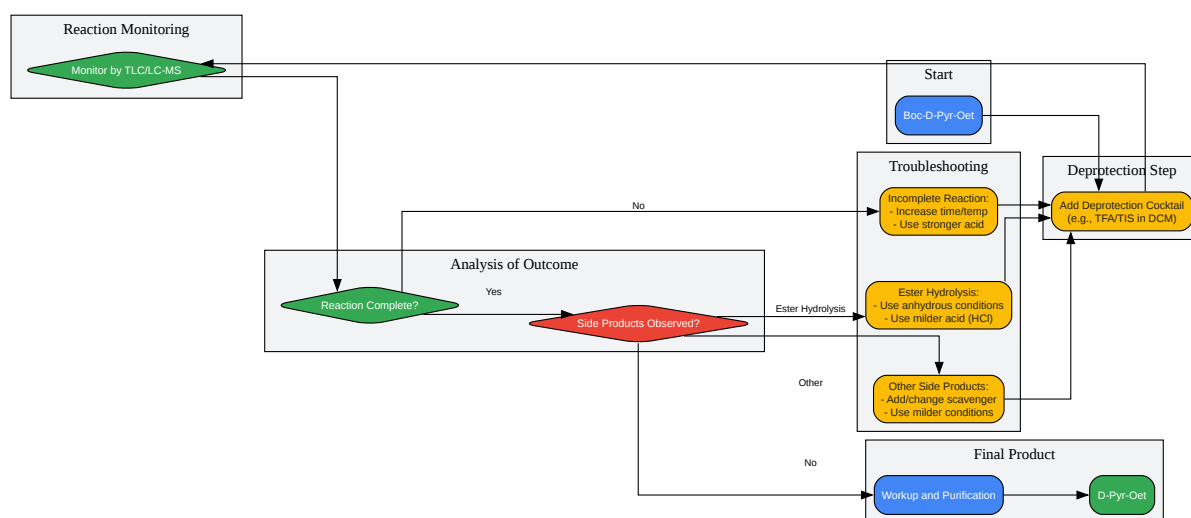 Reaction Monitoring
Monitor by TLC/LC-MS
Start
Boc-D-Pyr-Oet
Troubleshooting
Incomplete Reaction:
- Increase time/temp
- Use stronger acid
Deprotection Step
Add Deprotection Cocktail
(e.g., TFA/TIS in DCM)
No
Analysis of Outcome
Reaction Complete?
Yes
Side Products Observed?
Ester Hydrolysis
Ester Hydrolysis:
- Use anhydrous conditions
- Use milder acid (HCl)
Other
Other Side Products:
- Add/change scavenger
- Use milder conditions
No
Final Product
Workup and Purification
D-Pyr-Oet